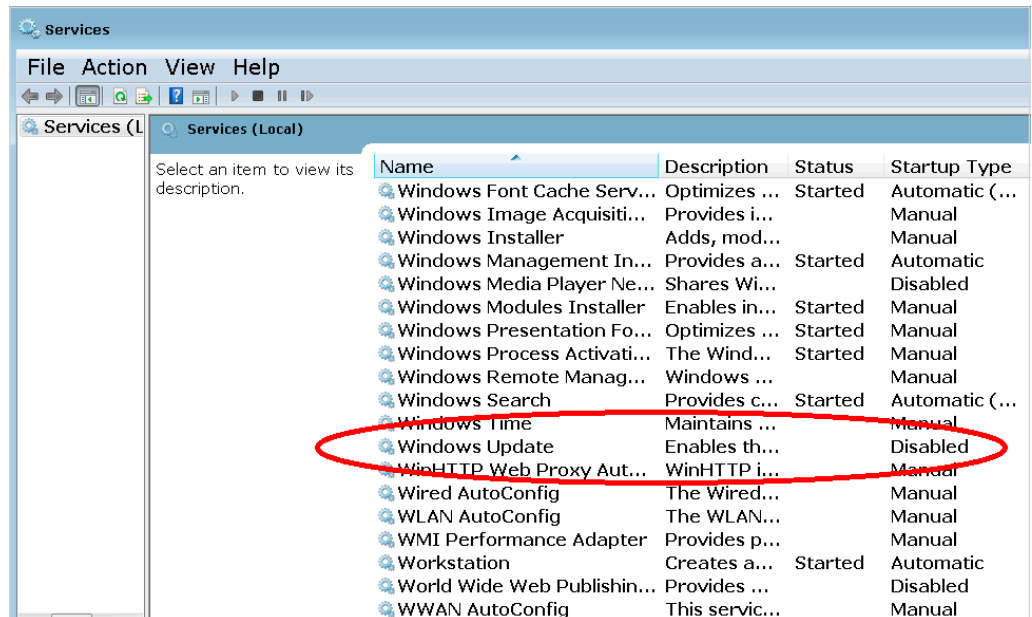 Services
File Action View Help
Services (L
Services (Local)
Select an item to view its
description.
Name Description Status Startup Type
Windows Font Cache Serv... Optimizes ... Started Automatic (...
Windows Image Acquisiti... Provides i... Manual
Windows Installer Adds, mod... Manual
Windows Management In... Provides a... Started Automatic
Windows Media Player Ne... Shares Wi... Disabled
Windows Modules Installer Enables in... Started Manual
Windows Presentation Fo... Optimizes ... Started Manual
Windows Process Activati... The Wind... Started Manual
Windows Remote Manag... Windows ... Manual
Windows Search Provides c... Started Automatic (...
Windows Time Maintains ... Manual
Windows Update Enables th... Disabled
WinHTTP Web Proxy Aut... WinHTTP i... Manual
Wired AutoConfig The Wired... Manual
WLAN AutoConfig The WLAN... Manual
WMI Performance Adapter Provides p... Manual
Workstation Creates a... Started Automatic
World Wide Web Publishin... Provides ... Disabled
WWAN AutoConfig This servic... Manual